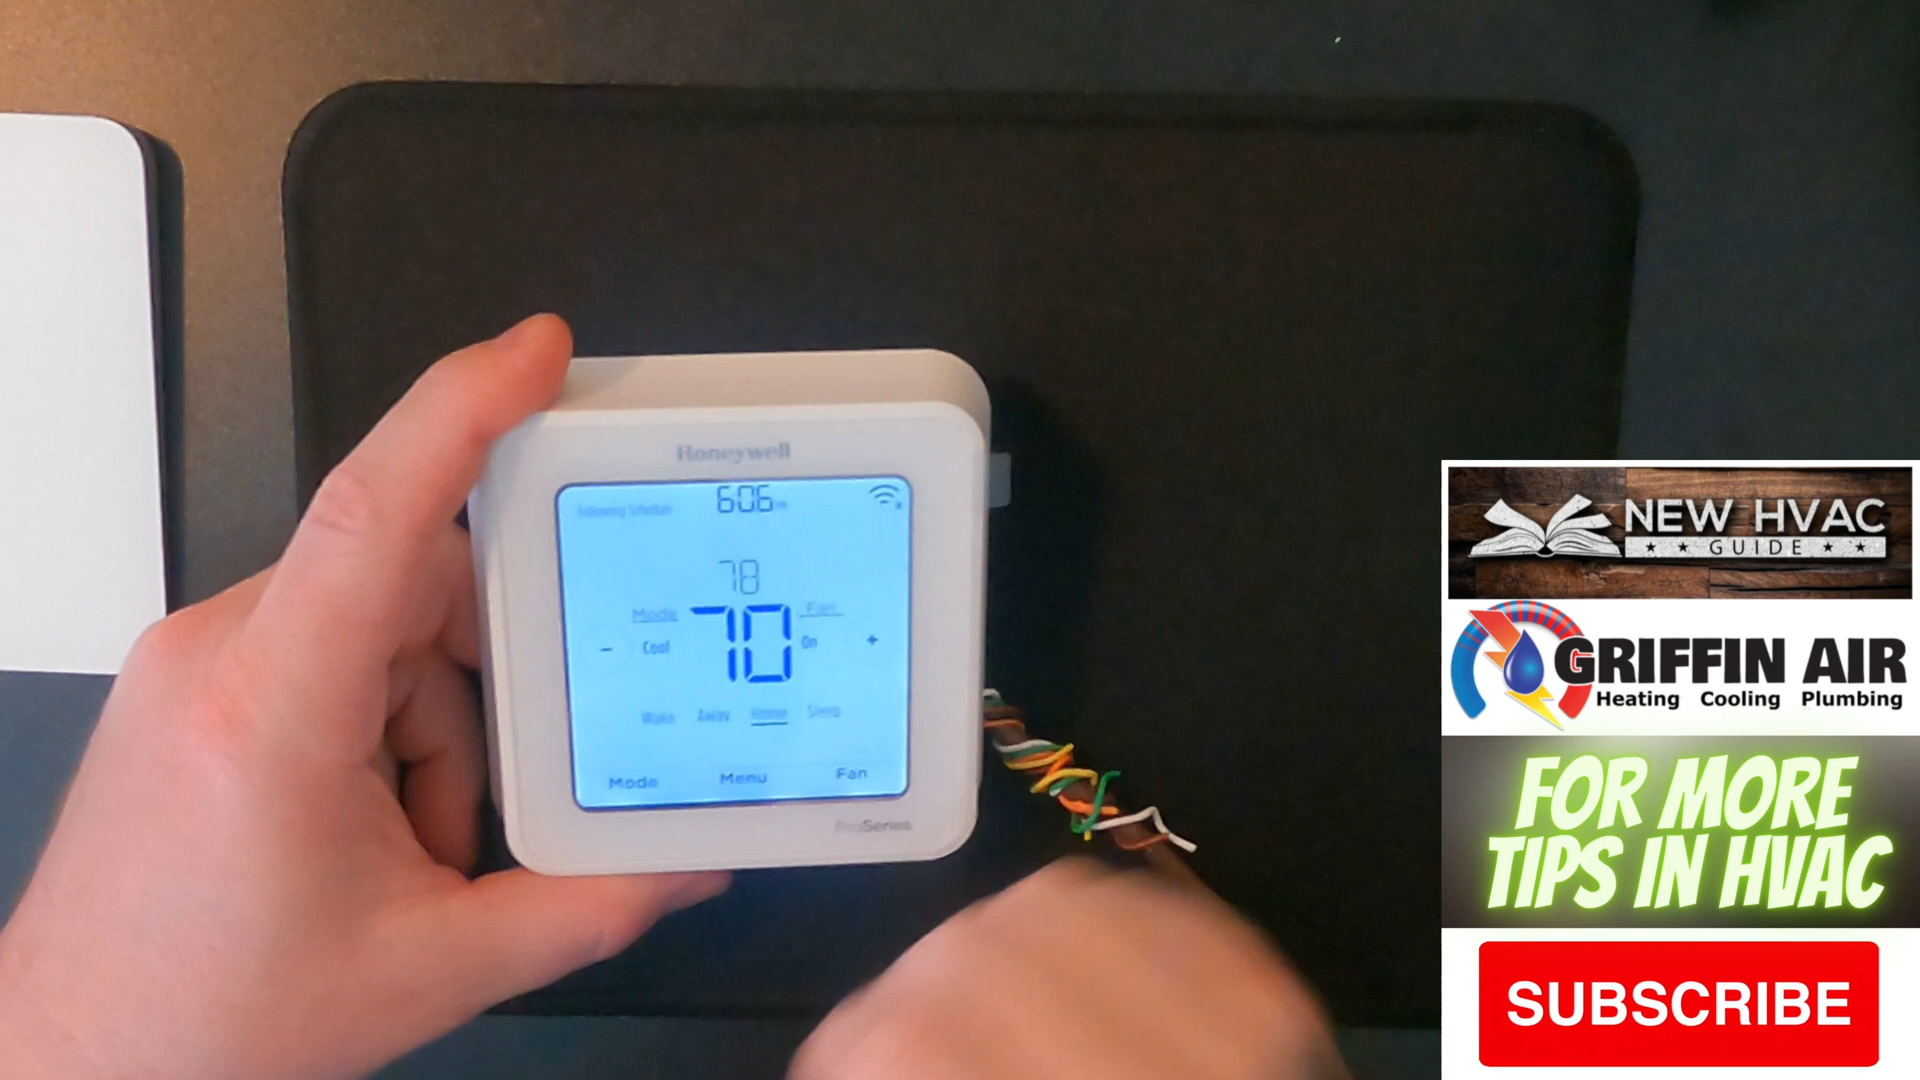 Honeywell
Following Schedule
606
78
Mode
Fan
70
Cool
On
- +
Wake Away Home Sleep
Mode Menu Fan
ProSeries
NEW HVAC
GUIDE
GRIFFIN AIR
Heating Cooling Plumbing
FOR MORE
TIPS IN HVAC
SUBSCRIBE